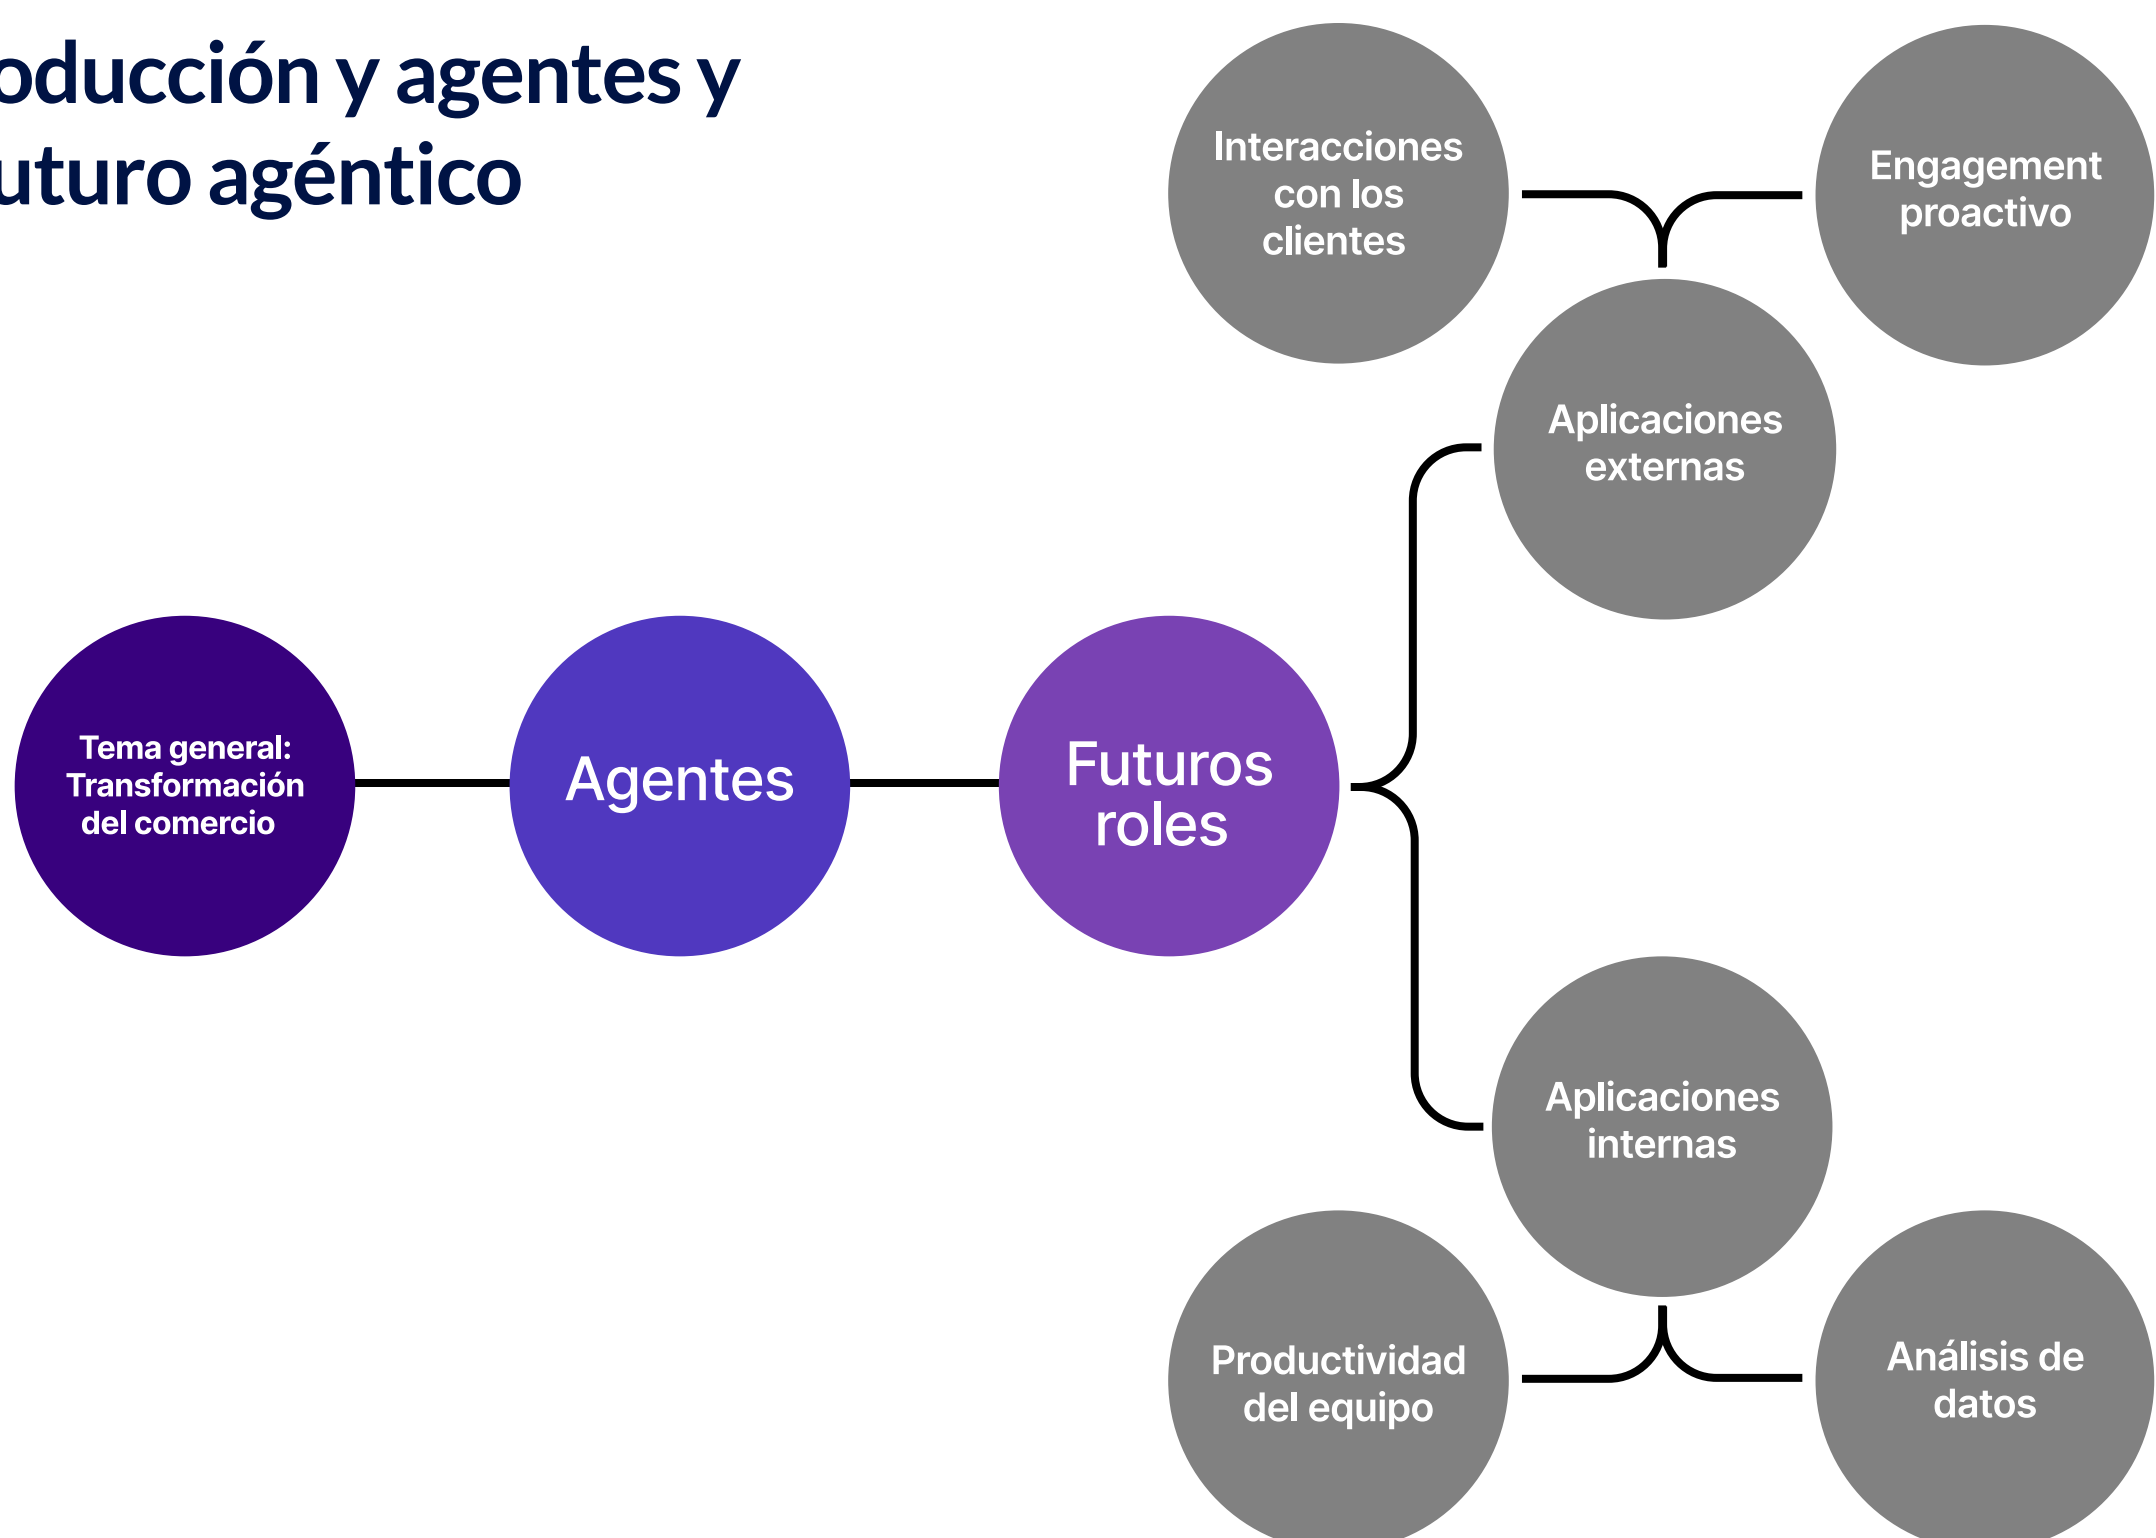 oducción y agentes y
uturo agéntico
Interacciones
con los
clientes
Engagement
proactivo
Aplicaciones
externas
Tema general:
Transformación
del comercio
Agentes
Futuros
roles
Aplicaciones
internas
Productividad
del equipo
Análisis de
datos